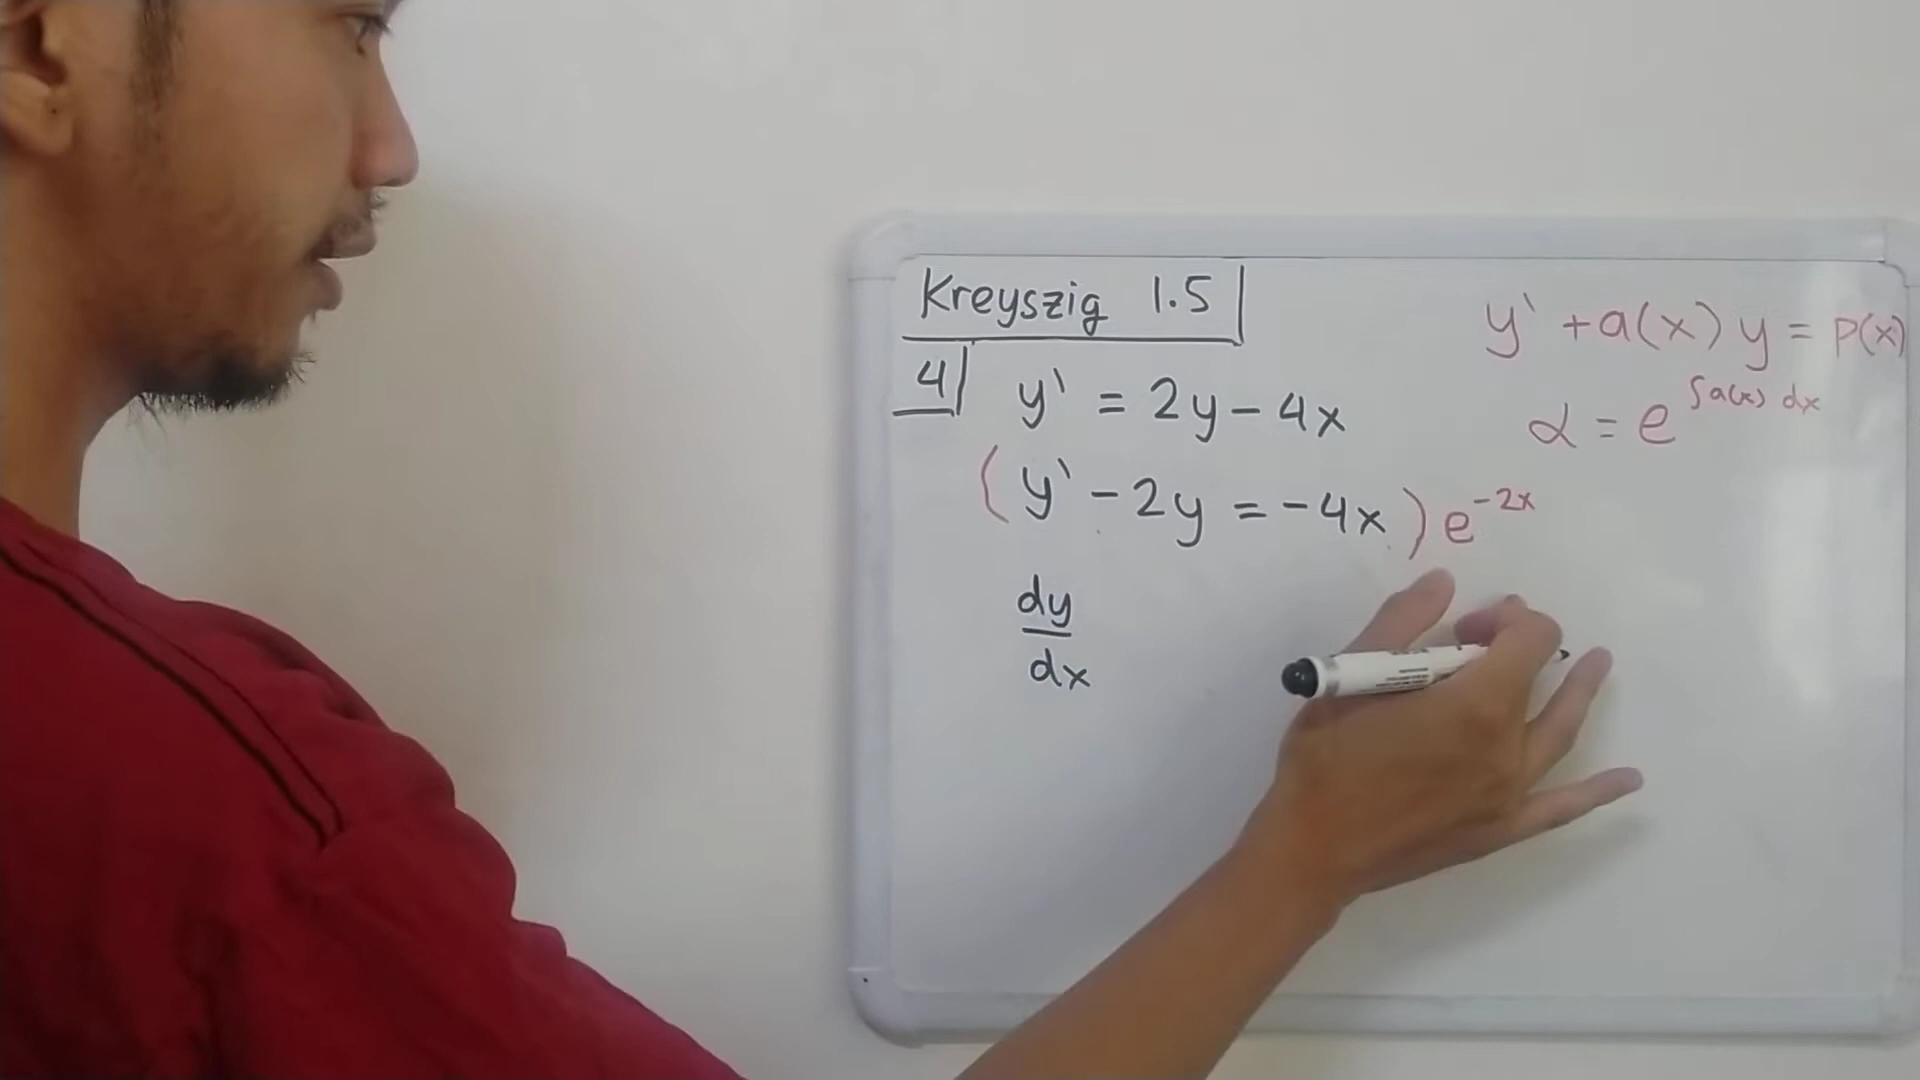 Kreyszig 1.5
4 y' = 2y - 4x
(y' - 2y = -4x) e^{-2x}
dy
dx
y' + a(x) y = p(x)
α = e^{∫a(x) dx}